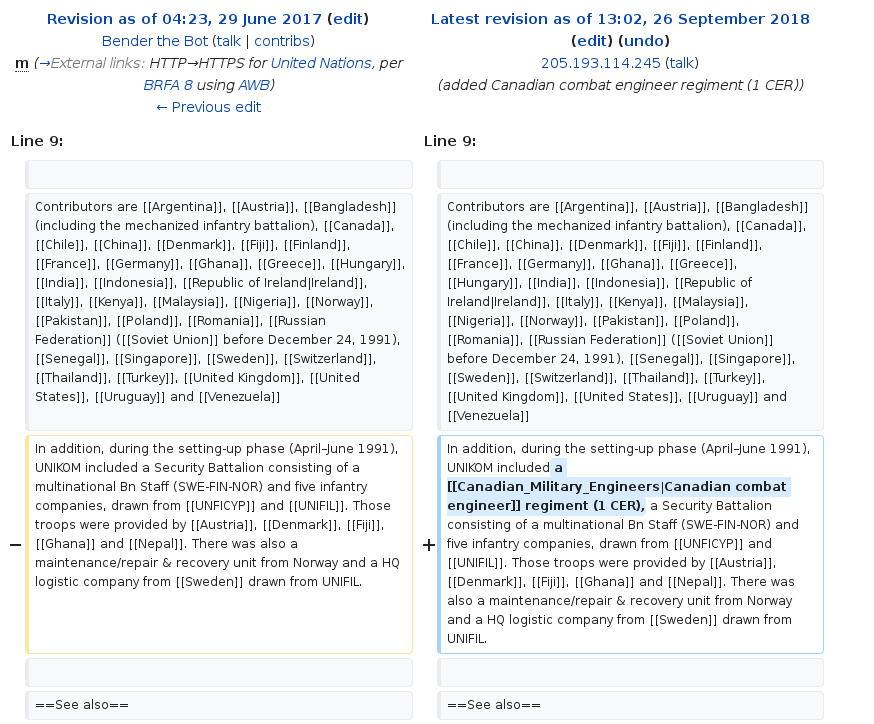 Revision as of 04:23, 29 June 2017 (edit)
Bender the Bot (talk | contribs)
m (→External links: HTTP→HTTPS for United Nations, per
BRFA 8 using AWB)
← Previous edit
Latest revision as of 13:02, 26 September 2018
(edit) (undo)
205.193.114.245 (talk)
(added Canadian combat engineer regiment (1 CER))
Line 9:
Line 9:
Contributors are [[Argentina]], [[Austria]], [[Bangladesh]]
(including the mechanized infantry battalion), [[Canada]],
[[Chile]], [[China]], [[Denmark]], [[Fiji]], [[Finland]],
[[France]], [[Germany]], [[Ghana]], [[Greece]], [[Hungary]],
[[India]], [[Indonesia]], [[Republic of Ireland|Ireland]],
[[Italy]], [[Kenya]], [[Malaysia]], [[Nigeria]], [[Norway]],
[[Pakistan]], [[Poland]], [[Romania]], [[Russian
Federation]] ([[Soviet Union]] before December 24, 1991),
[[Senegal]], [[Singapore]], [[Sweden]], [[Switzerland]],
[[Thailand]], [[Turkey]], [[United Kingdom]], [[United
States]], [[Uruguay]] and [[Venezuela]]
Contributors are [[Argentina]], [[Austria]], [[Bangladesh]]
(including the mechanized infantry battalion), [[Canada]],
[[Chile]], [[China]], [[Denmark]], [[Fiji]], [[Finland]],
[[France]], [[Germany]], [[Ghana]], [[Greece]],
[[Hungary]], [[India]], [[Indonesia]], [[Republic of
Ireland|Ireland]], [[Italy]], [[Kenya]], [[Malaysia]],
[[Nigeria]], [[Norway]], [[Pakistan]], [[Poland]],
[[Romania]], [[Russian Federation]] ([[Soviet Union]]
before December 24, 1991), [[Senegal]], [[Singapore]],
[[Sweden]], [[Switzerland]], [[Thailand]], [[Turkey]],
[[United Kingdom]], [[United States]], [[Uruguay]] and
[[Venezuela]]
−
In addition, during the setting-up phase (April–June 1991),
UNIKOM included a Security Battalion consisting of a
multinational Bn Staff (SWE-FIN-NOR) and five infantry
companies, drawn from [[UNFICYP]] and [[UNIFIL]]. Those
troops were provided by [[Austria]], [[Denmark]], [[Fiji]],
[[Ghana]] and [[Nepal]]. There was also a
maintenance/repair & recovery unit from Norway and a HQ
logistic company from [[Sweden]] drawn from UNIFIL.
+
In addition, during the setting-up phase (April–June 1991),
UNIKOM included a
[[Canadian_Military_Engineers|Canadian combat
engineer]] regiment (1 CER), a Security Battalion
consisting of a multinational Bn Staff (SWE-FIN-NOR) and
five infantry companies, drawn from [[UNFICYP]] and
[[UNIFIL]]. Those troops were provided by [[Austria]],
[[Denmark]], [[Fiji]], [[Ghana]] and [[Nepal]]. There was
also a maintenance/repair & recovery unit from Norway
and a HQ logistic company from [[Sweden]] drawn from
UNIFIL.
==See also==
==See also==